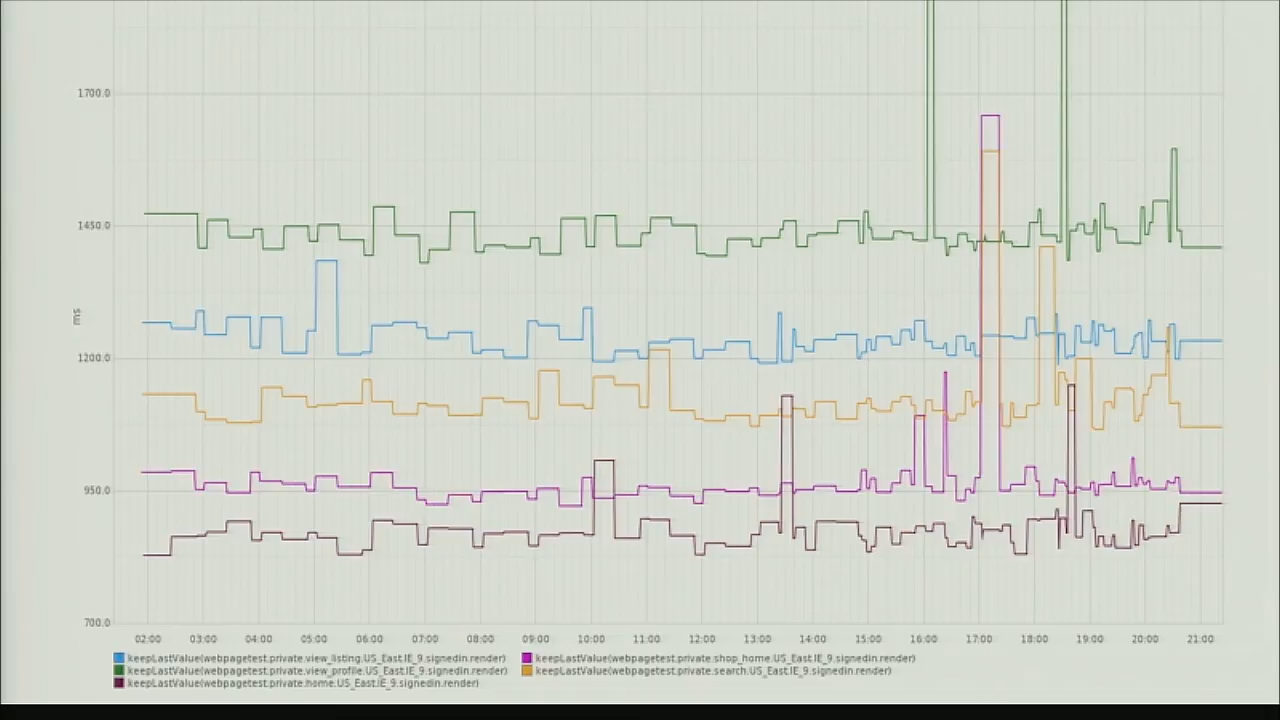 1700.0
1450.0
ms
1200.0
950.0
700.0
02:00 03:00 04:00 05:00 06:00 07:00 08:00 09:00 10:00 11:00 12:00 13:00 14:00 15:00 16:00 17:00 18:00 19:00 20:00 21:00
keepLastValue(webpagetest.private.view_listing.US_East.IE_9.signedin.render) keepLastValue(webpagetest.private.shop_home.US_East.IE_9.signedin.render)
keepLastValue(webpagetest.private.view_profile.US_East.IE_9.signedin.render) keepLastValue(webpagetest.private.search.US_East.IE_9.signedin.render)
keepLastValue(webpagetest.private.home.US_East.IE_9.signedin.render)